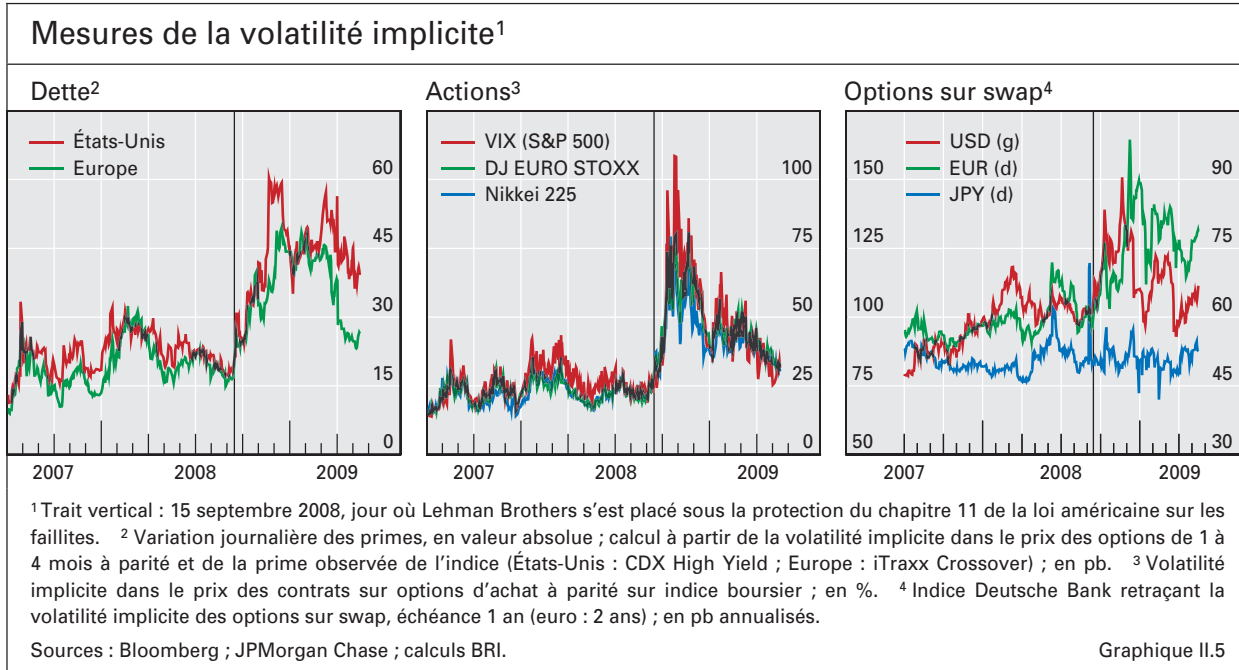 Mesures de la volatilité implicite¹
Dette²
États-Unis
Europe
60
45
30
15
0
2007 2008 2009
Actions³
VIX (S&P 500)
DJ EURO STOXX
Nikkei 225
100
75
50
25
0
2007 2008 2009
Options sur swap⁴
USD (g)
EUR (d)
JPY (d)
150 90
125 75
100 60
75 45
50 30
2007 2008 2009
¹ Trait vertical : 15 septembre 2008, jour où Lehman Brothers s'est placé sous la protection du chapitre 11 de la loi américaine sur les
faillites. ² Variation journalière des primes, en valeur absolue ; calcul à partir de la volatilité implicite dans le prix des options de 1 à
4 mois à parité et de la prime observée de l'indice (États-Unis : CDX High Yield ; Europe : iTraxx Crossover) ; en pb. ³ Volatilité
implicite dans le prix des contrats sur options d'achat à parité sur indice boursier ; en %. ⁴ Indice Deutsche Bank retraçant la
volatilité implicite des options sur swap, échéance 1 an (euro : 2 ans) ; en pb annualisés.
Sources : Bloomberg ; JPMorgan Chase ; calculs BRI. Graphique II.5